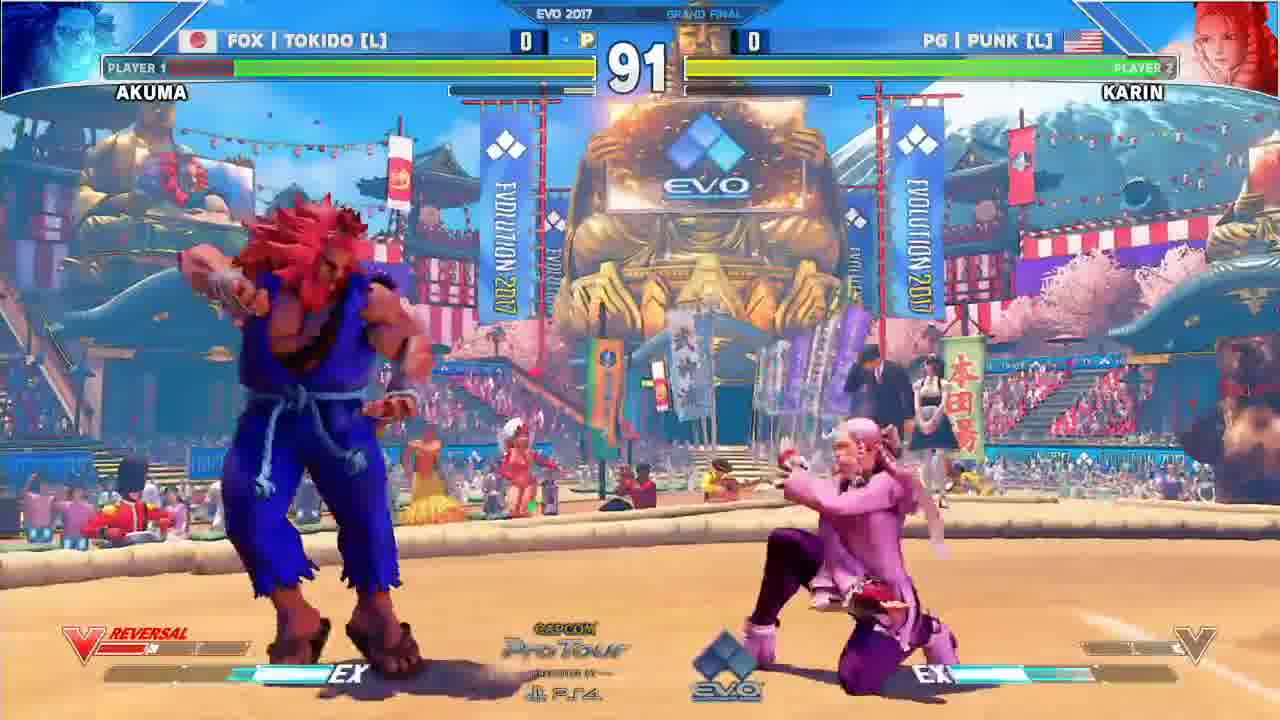 EVO 2017 GRAND FINAL
FOX | TOKIDO [L] 0 P
0 PG | PUNK [L]
PLAYER 1
91
PLAYER 2
AKUMA
KARIN
EVO
EVOLUTION 2017
EVOLUTION 2017
本田場
REVERSAL
EX
CAPCOM
Pro Tour
PS4
EVO
EX